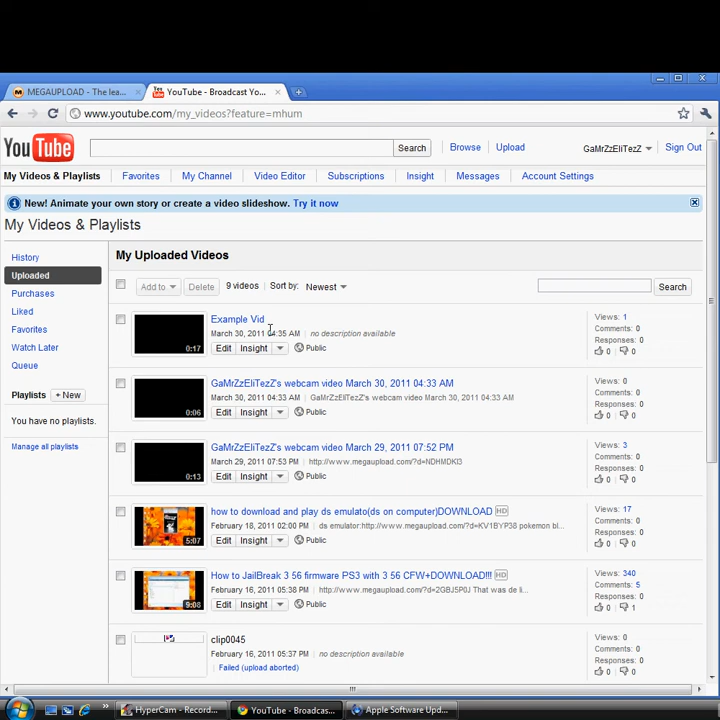 MEGAUPLOAD - The lea...
YouTube - Broadcast Yo...
www.youtube.com/my_videos?feature=mhum
YouTube
Search
Browse
Upload
GaMrZzEliTezZ
Sign Out
My Videos & Playlists
Favorites
My Channel
Video Editor
Subscriptions
Insight
Messages
Account Settings
New! Animate your own story or create a video slideshow. Try it now
My Videos & Playlists
History
Uploaded
Purchases
Liked
Favorites
Watch Later
Queue
Playlists
+ New
You have no playlists.
Manage all playlists
My Uploaded Videos
Add to
Delete
9 videos
Sort by:
Newest
Search
0:17
Example Vid
March 30, 2011 04:35 AM
no description available
Edit
Insight
Public
Views: 1
Comments: 0
Responses: 0
0
0
0:06
GaMrZzEliTezZ's webcam video March 30, 2011 04:33 AM
March 30, 2011 04:33 AM
GaMrZzEliTezZ's webcam video March 30, 2011 04:33 AM
Edit
Insight
Public
Views: 0
Comments: 0
Responses: 0
0
0
0:13
GaMrZzEliTezZ's webcam video March 29, 2011 07:52 PM
March 29, 2011 07:53 PM
http://www.megaupload.com/?d=NDHMDKI3
Edit
Insight
Public
Views: 3
Comments: 0
Responses: 0
0
0
5:07
how to download and play ds emulato(ds on computer)DOWNLOAD
HD
February 18, 2011 02:00 PM
ds emulator:http://www.megaupload.com/?d=KV1BYP38 pokemon bl...
Edit
Insight
Public
Views: 17
Comments: 0
Responses: 0
0
0
9:08
How to JailBreak 3 56 firmware PS3 with 3 56 CFW+DOWNLOAD!!!
HD
February 16, 2011 05:38 PM
http://www.megaupload.com/?d=2GBJ5P0J That was de li...
Edit
Insight
Public
Views: 340
Comments: 5
Responses: 0
0
1
clip0045
February 16, 2011 05:37 PM
no description available
Failed (upload aborted)
Views: 0
Comments: 0
Responses: 0
0
0
HyperCam - Record...
YouTube - Broadcas...
Apple Software Upd...